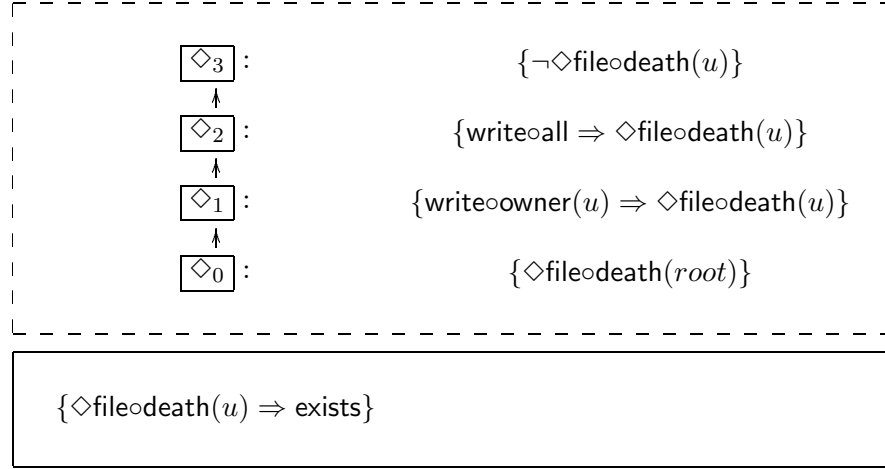 ◇₃ : {¬◇file∘death(u)}
◇₂ : {write∘all ⇒ ◇file∘death(u)}
◇₁ : {write∘owner(u) ⇒ ◇file∘death(u)}
◇₀ : {◇file∘death(root)}
{◇file∘death(u) ⇒ exists}